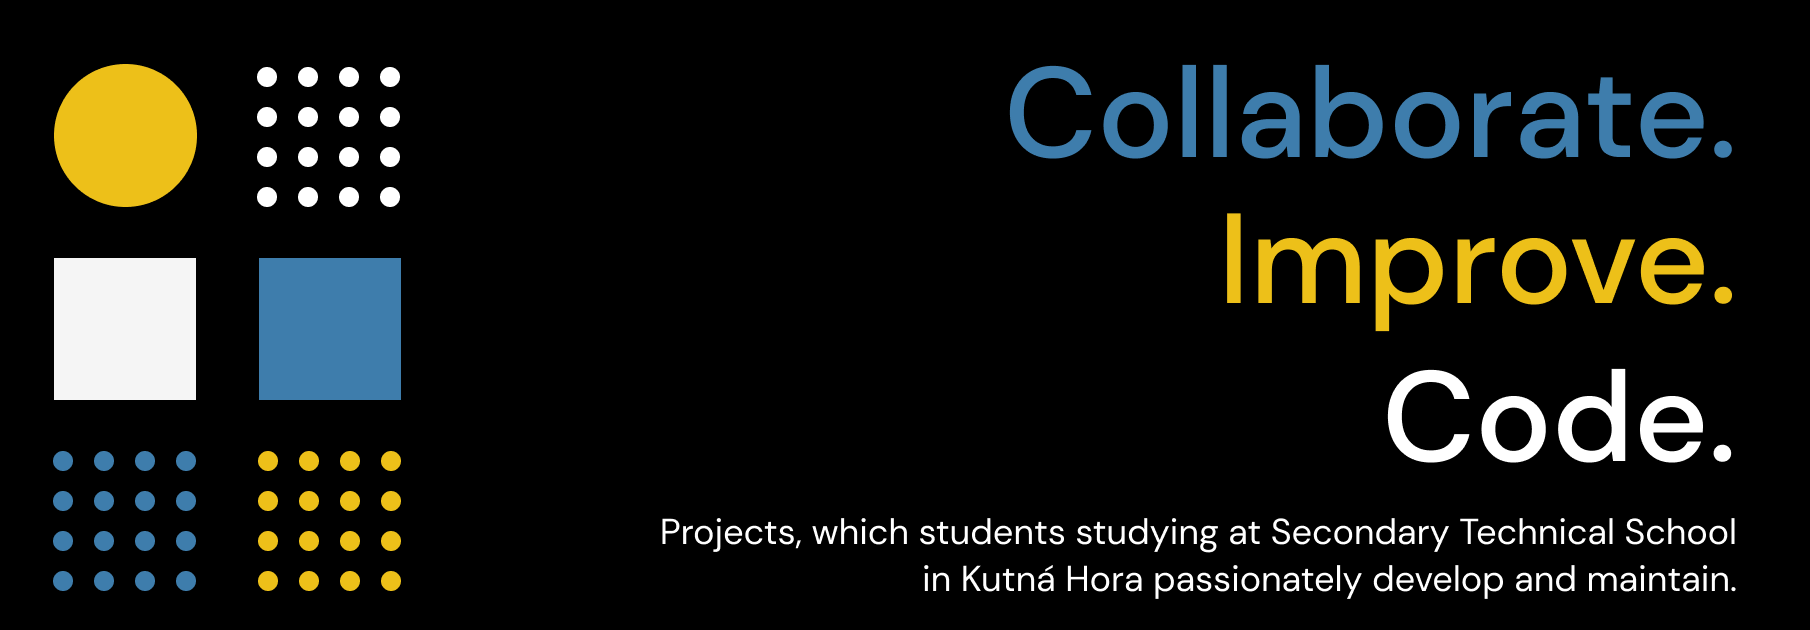 Collaborate.
Improve.
Code.
Projects, which students studying at Secondary Technical School
in Kutná Hora passionately develop and maintain.